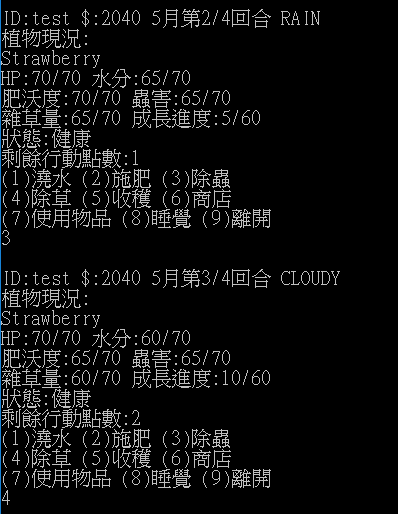 ID:test $:2040 5月第2/4回合 RAIN
植物現況:
Strawberry
HP:70/70 水分:65/70
肥沃度:70/70 蟲害:65/70
雜草量:65/70 成長進度:5/60
狀態:健康
剩餘行動點數:1
(1)澆水 (2)施肥 (3)除蟲
(4)除草 (5)收穫 (6)商店
(7)使用物品 (8)睡覺 (9)離開
3
ID:test $:2040 5月第3/4回合 CLOUDY
植物現況:
Strawberry
HP:70/70 水分:60/70
肥沃度:65/70 蟲害:65/70
雜草量:60/70 成長進度:10/60
狀態:健康
剩餘行動點數:2
(1)澆水 (2)施肥 (3)除蟲
(4)除草 (5)收穫 (6)商店
(7)使用物品 (8)睡覺 (9)離開
4